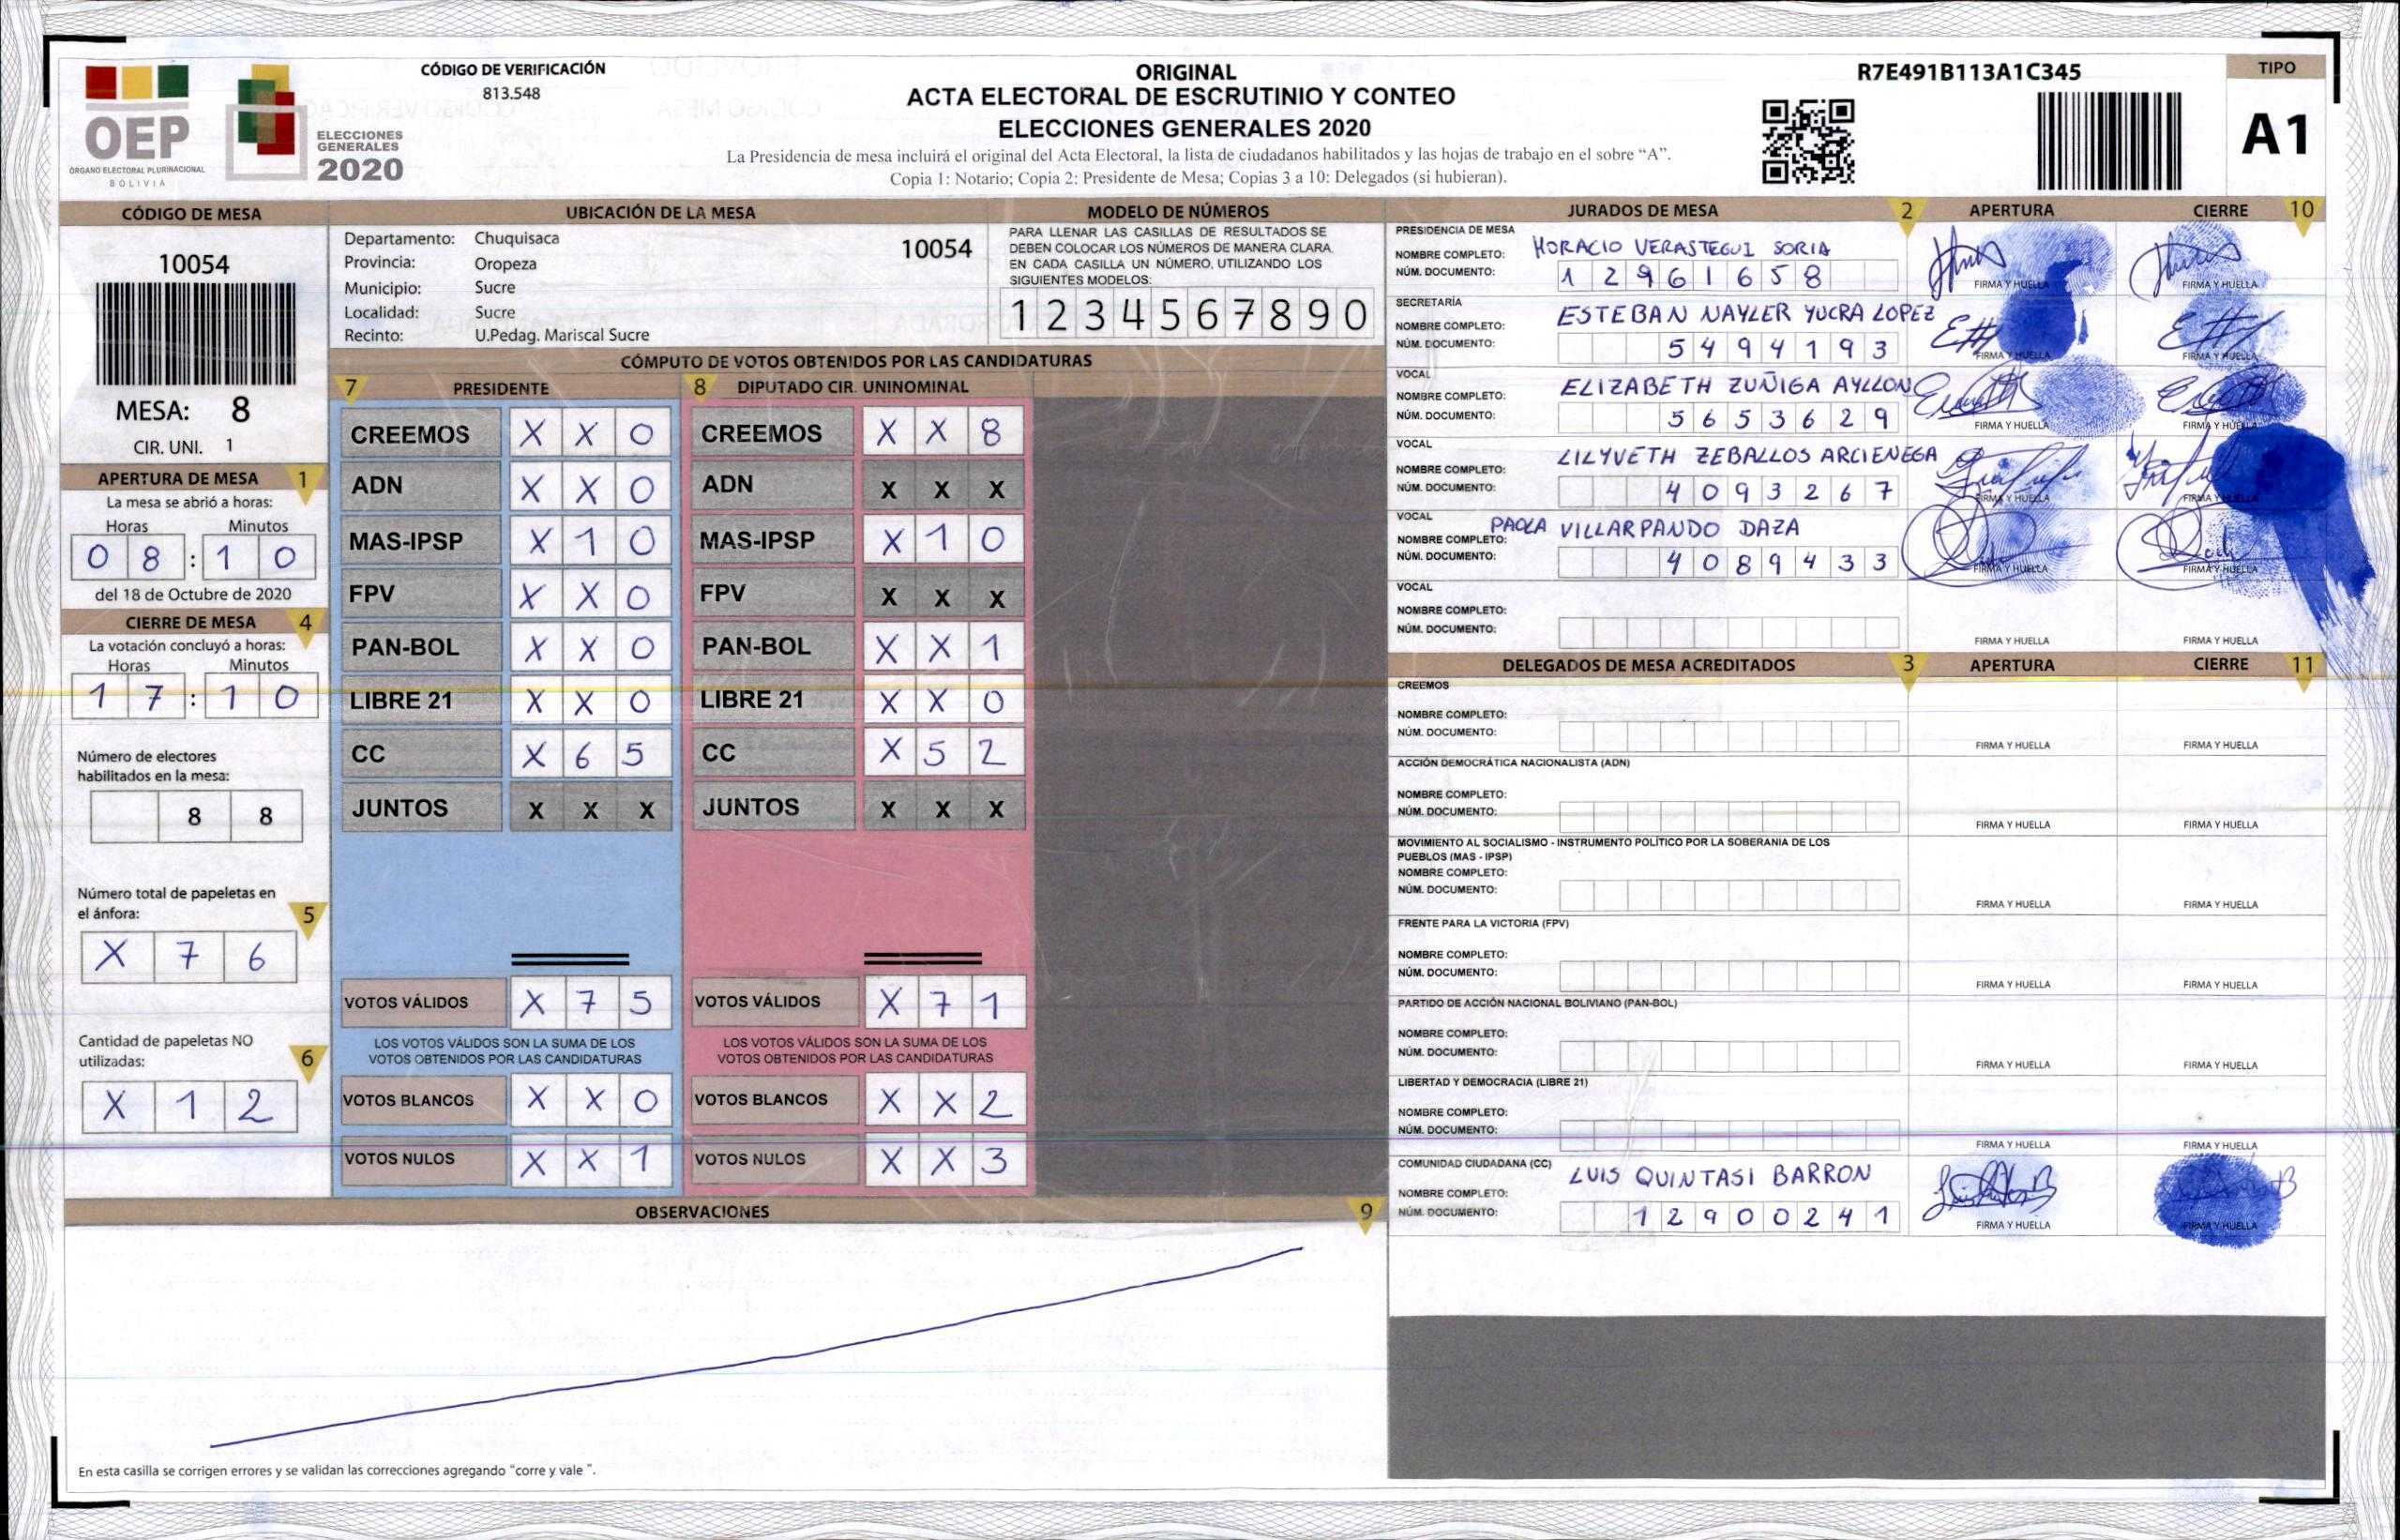 CÓDIGO DE VERIFICACIÓN
813.548
OEP
ÓRGANO ELECTORAL PLURINACIONAL
BOLIVIA
ELECCIONES
GENERALES
2020
ORIGINAL
ACTA ELECTORAL DE ESCRUTINIO Y CONTEO
ELECCIONES GENERALES 2020
La Presidencia de mesa incluirá el original del Acta Electoral, la lista de ciudadanos habilitados y las hojas de trabajo en el sobre “A”.
Copia 1: Notario; Copia 2: Presidente de Mesa; Copias 3 a 10: Delegados (si hubieran).
R7E491B113A1C345
TIPO
A1
CÓDIGO DE MESA
10054
MESA: 8
CIR. UNI. 1
APERTURA DE MESA 1
La mesa se abrió a horas:
Horas Minutos
0 8 : 1 0
del 18 de Octubre de 2020
CIERRE DE MESA 4
La votación concluyó a horas:
Horas Minutos
1 7 : 1 0
Número de electores
habilitados en la mesa:
8 8
Número total de papeletas en
el ánfora: 5
X 7 6
Cantidad de papeletas NO
utilizadas: 6
X 1 2
UBICACIÓN DE LA MESA
Departamento: Chuquisaca 10054
Provincia: Oropeza
Municipio: Sucre
Localidad: Sucre
Recinto: U.Pedag. Mariscal Sucre
MODELO DE NÚMEROS
PARA LLENAR LAS CASILLAS DE RESULTADOS SE
DEBEN COLOCAR LOS NÚMEROS DE MANERA CLARA.
EN CADA CASILLA UN NÚMERO, UTILIZANDO LOS
SIGUIENTES MODELOS:
1 2 3 4 5 6 7 8 9 0
CÓMPUTO DE VOTOS OBTENIDOS POR LAS CANDIDATURAS
7 PRESIDENTE
CREEMOS X X 0
ADN X X 0
MAS-IPSP X 1 0
FPV X X 0
PAN-BOL X X 0
LIBRE 21 X X 0
CC X 6 5
JUNTOS X X X
VOTOS VÁLIDOS X 7 5
LOS VOTOS VÁLIDOS SON LA SUMA DE LOS
VOTOS OBTENIDOS POR LAS CANDIDATURAS
VOTOS BLANCOS X X 0
VOTOS NULOS X X 1
8 DIPUTADO CIR. UNINOMINAL
CREEMOS X X 8
ADN X X X
MAS-IPSP X 1 0
FPV X X X
PAN-BOL X X 1
LIBRE 21 X X 0
CC X 5 2
JUNTOS X X X
VOTOS VÁLIDOS X 7 1
LOS VOTOS VÁLIDOS SON LA SUMA DE LOS
VOTOS OBTENIDOS POR LAS CANDIDATURAS
VOTOS BLANCOS X X 2
VOTOS NULOS X X 3
OBSERVACIONES 9
En esta casilla se corrigen errores y se validan las correcciones agregando “corre y vale ”.
JURADOS DE MESA 2 APERTURA CIERRE 10
PRESIDENCIA DE MESA
NOMBRE COMPLETO: HORACIO VERASTEGUI SORIA
NÚM. DOCUMENTO: 1 2 9 6 1 6 5 8
FIRMA Y HUELLA FIRMA Y HUELLA
SECRETARÍA
NOMBRE COMPLETO: ESTEBAN NAYLER YUCRA LOPEZ
NÚM. DOCUMENTO: 5 4 9 4 1 9 3
FIRMA Y HUELLA FIRMA Y HUELLA
VOCAL
NOMBRE COMPLETO: ELIZABETH ZUÑIGA AYLLON
NÚM. DOCUMENTO: 5 6 5 3 6 2 9
FIRMA Y HUELLA FIRMA Y HUELLA
VOCAL
NOMBRE COMPLETO: LILYVETH ZEBALLOS ARCIENEGA
NÚM. DOCUMENTO: 4 0 9 3 2 6 7
FIRMA Y HUELLA FIRMA Y HUELLA
VOCAL
NOMBRE COMPLETO: PAOLA VILLARPANDO DAZA
NÚM. DOCUMENTO: 4 0 8 9 4 3 3
FIRMA Y HUELLA FIRMA Y HUELLA
VOCAL
NOMBRE COMPLETO:
NÚM. DOCUMENTO:
FIRMA Y HUELLA FIRMA Y HUELLA
DELEGADOS DE MESA ACREDITADOS 3 APERTURA CIERRE 11
CREEMOS
NOMBRE COMPLETO:
NÚM. DOCUMENTO:
FIRMA Y HUELLA FIRMA Y HUELLA
ACCIÓN DEMOCRÁTICA NACIONALISTA (ADN)
NOMBRE COMPLETO:
NÚM. DOCUMENTO:
FIRMA Y HUELLA FIRMA Y HUELLA
MOVIMIENTO AL SOCIALISMO - INSTRUMENTO POLÍTICO POR LA SOBERANIA DE LOS
PUEBLOS (MAS - IPSP)
NOMBRE COMPLETO:
NÚM. DOCUMENTO:
FIRMA Y HUELLA FIRMA Y HUELLA
FRENTE PARA LA VICTORIA (FPV)
NOMBRE COMPLETO:
NÚM. DOCUMENTO:
FIRMA Y HUELLA FIRMA Y HUELLA
PARTIDO DE ACCIÓN NACIONAL BOLIVIANO (PAN-BOL)
NOMBRE COMPLETO:
NÚM. DOCUMENTO:
FIRMA Y HUELLA FIRMA Y HUELLA
LIBERTAD Y DEMOCRACIA (LIBRE 21)
NOMBRE COMPLETO:
NÚM. DOCUMENTO:
FIRMA Y HUELLA FIRMA Y HUELLA
COMUNIDAD CIUDADANA (CC)
NOMBRE COMPLETO: LUIS QUINTASI BARRON
NÚM. DOCUMENTO: 1 2 9 0 0 2 4 1
FIRMA Y HUELLA FIRMA Y HUELLA